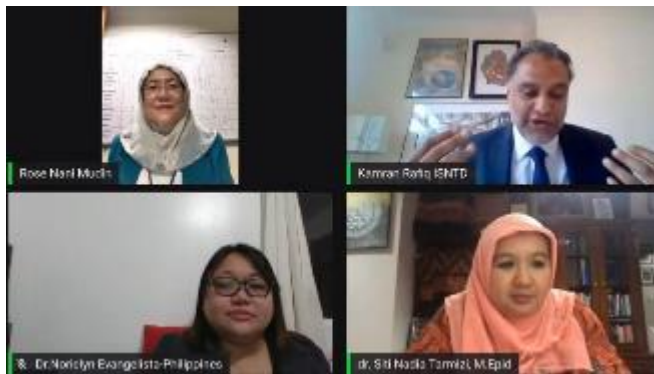 Rose Nani Mudin
Kamran Rafiq ISNTD
Dr.Noriclyn Evangelista-Philippines
dr. Siti Nadia Tarmizi, M.Epid